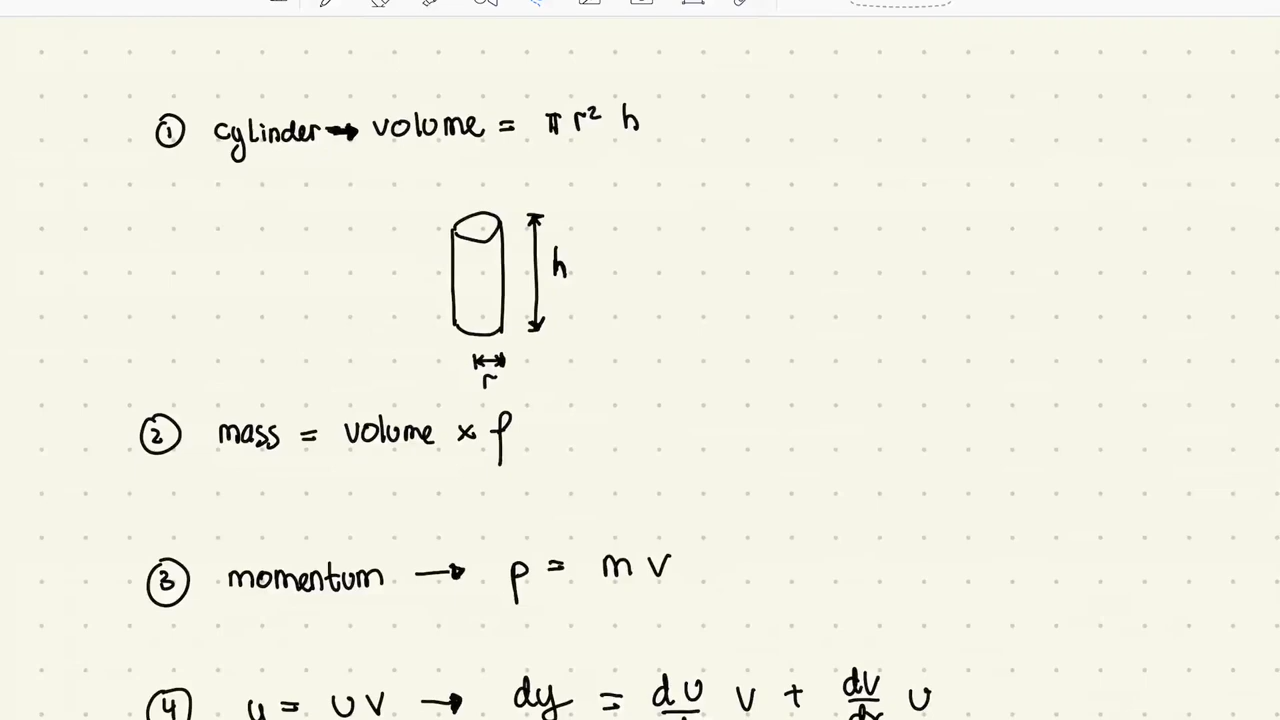 ① cylinder → volume = π r² h
h
r
② mass = volume × ρ
③ momentum → p = m v
④ y = u v → dy = du v + dv u